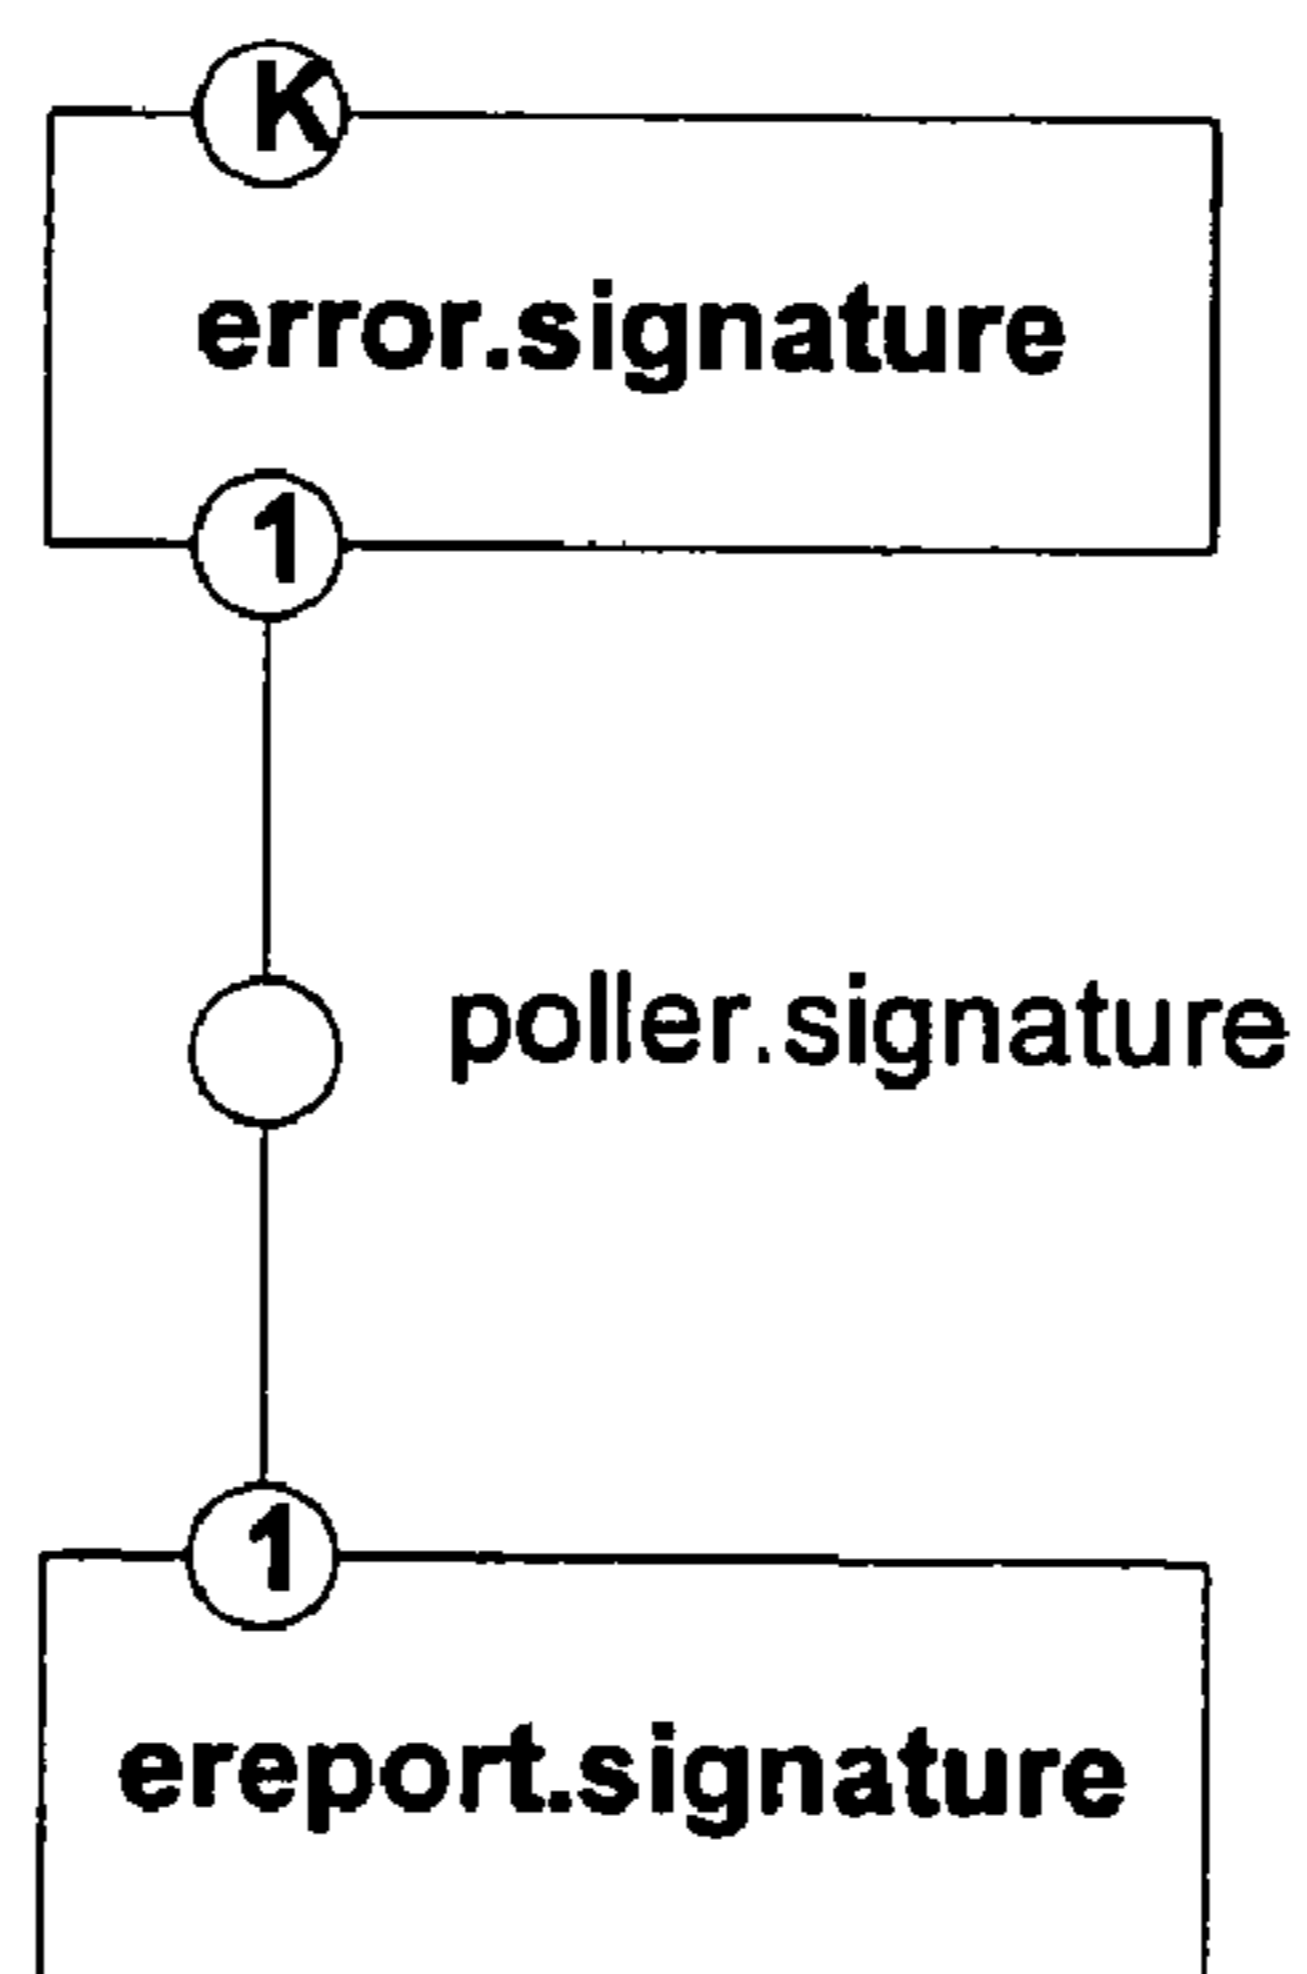 K
error.signature
1
poller.signature
1
ereport.signature